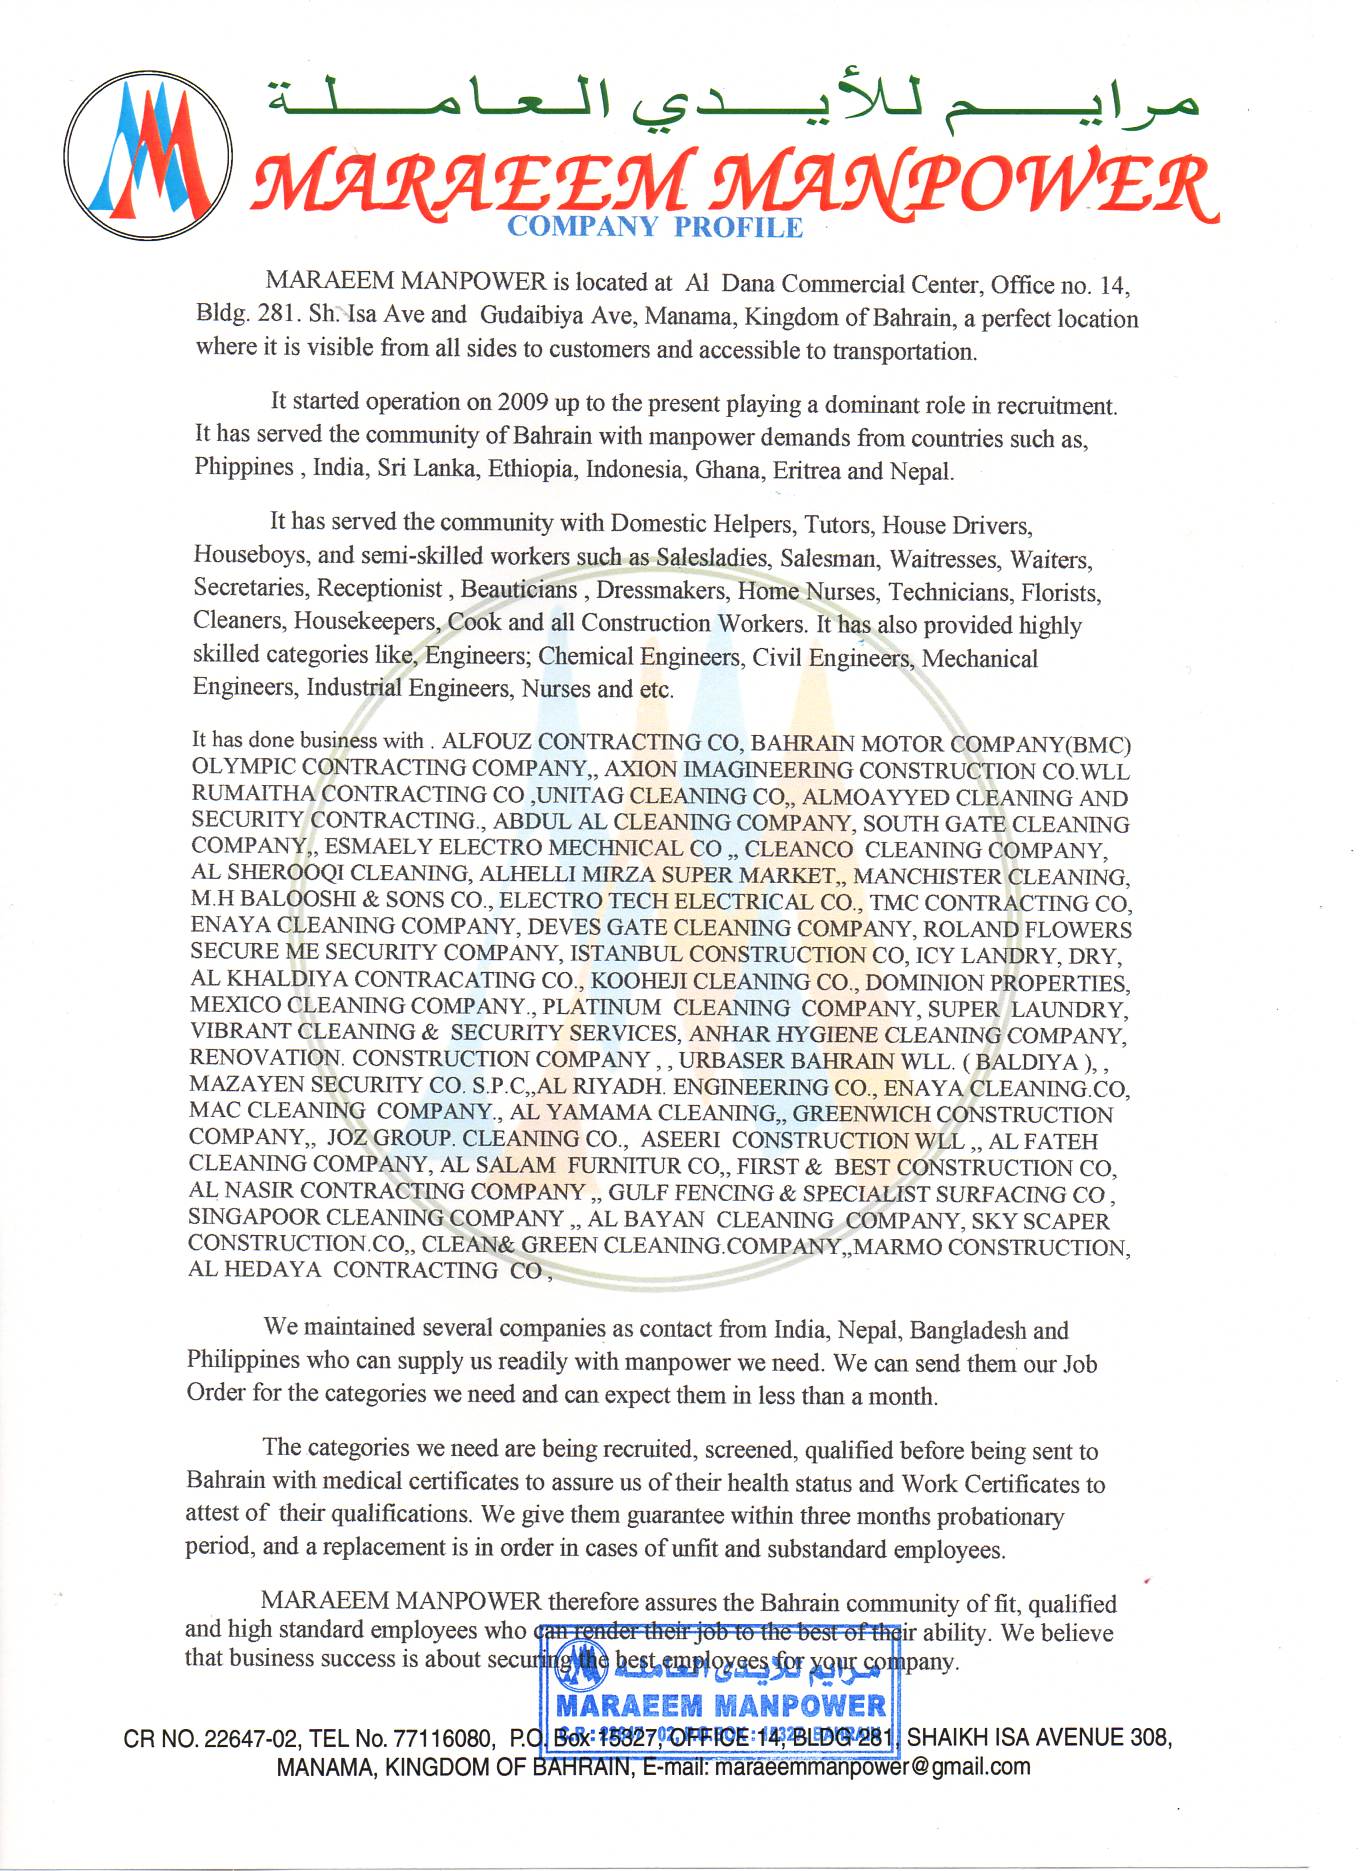 مرايم للأيدي العاملة
MARAEEM MANPOWER
COMPANY PROFILE
MARAEEM MANPOWER is located at Al Dana Commercial Center, Office no. 14,
Bldg. 281. Sh. Isa Ave and Gudaibiya Ave, Manama, Kingdom of Bahrain, a perfect location
where it is visible from all sides to customers and accessible to transportation.
It started operation on 2009 up to the present playing a dominant role in recruitment.
It has served the community of Bahrain with manpower demands from countries such as,
Phippines , India, Sri Lanka, Ethiopia, Indonesia, Ghana, Eritrea and Nepal.
It has served the community with Domestic Helpers, Tutors, House Drivers,
Houseboys, and semi-skilled workers such as Salesladies, Salesman, Waitresses, Waiters,
Secretaries, Receptionist , Beauticians , Dressmakers, Home Nurses, Technicians, Florists,
Cleaners, Housekeepers, Cook and all Construction Workers. It has also provided highly
skilled categories like, Engineers; Chemical Engineers, Civil Engineers, Mechanical
Engineers, Industrial Engineers, Nurses and etc.
It has done business with . ALFOUZ CONTRACTING CO, BAHRAIN MOTOR COMPANY(BMC)
OLYMPIC CONTRACTING COMPANY,, AXION IMAGINEERING CONSTRUCTION CO.WLL
RUMAITHA CONTRACTING CO ,UNITAG CLEANING CO,, ALMOAYYED CLEANING AND
SECURITY CONTRACTING., ABDUL AL CLEANING COMPANY, SOUTH GATE CLEANING
COMPANY,, ESMAELY ELECTRO MECHNICAL CO ,, CLEANCO CLEANING COMPANY,
AL SHEROOQI CLEANING, ALHELLI MIRZA SUPER MARKET,, MANCHISTER CLEANING,
M.H BALOOSHI & SONS CO., ELECTRO TECH ELECTRICAL CO., TMC CONTRACTING CO,
ENAYA CLEANING COMPANY, DEVES GATE CLEANING COMPANY, ROLAND FLOWERS
SECURE ME SECURITY COMPANY, ISTANBUL CONSTRUCTION CO, ICY LANDRY, DRY,
AL KHALDIYA CONTRACATING CO., KOOHEJI CLEANING CO., DOMINION PROPERTIES,
MEXICO CLEANING COMPANY., PLATINUM CLEANING COMPANY, SUPER LAUNDRY,
VIBRANT CLEANING & SECURITY SERVICES, ANHAR HYGIENE CLEANING COMPANY,
RENOVATION. CONSTRUCTION COMPANY , , URBASER BAHRAIN WLL. ( BALDIYA ), ,
MAZAYEN SECURITY CO. S.P.C,,AL RIYADH. ENGINEERING CO., ENAYA CLEANING.CO,
MAC CLEANING COMPANY., AL YAMAMA CLEANING,, GREENWICH CONSTRUCTION
COMPANY,, JOZ GROUP. CLEANING CO., ASEERI CONSTRUCTION WLL ,, AL FATEH
CLEANING COMPANY, AL SALAM FURNITUR CO,, FIRST & BEST CONSTRUCTION CO,
AL NASIR CONTRACTING COMPANY ,, GULF FENCING & SPECIALIST SURFACING CO ,
SINGAPOOR CLEANING COMPANY ,, AL BAYAN CLEANING COMPANY, SKY SCAPER
CONSTRUCTION.CO,, CLEAN& GREEN CLEANING.COMPANY,,MARMO CONSTRUCTION,
AL HEDAYA CONTRACTING CO ,
We maintained several companies as contact from India, Nepal, Bangladesh and
Philippines who can supply us readily with manpower we need. We can send them our Job
Order for the categories we need and can expect them in less than a month.
The categories we need are being recruited, screened, qualified before being sent to
Bahrain with medical certificates to assure us of their health status and Work Certificates to
attest of their qualifications. We give them guarantee within three months probationary
period, and a replacement is in order in cases of unfit and substandard employees.
MARAEEM MANPOWER therefore assures the Bahrain community of fit, qualified
and high standard employees who can render their job to the best of their ability. We believe
that business success is about securing the best employees for your company.
مرايم للأيدى العاملة
MARAEEM MANPOWER
C.R : 22647 - 02, P.O.BOX : 15327, BAHRAIN
CR NO. 22647-02, TEL No. 77116080, P.O. Box 15327, OFFICE 14, BLDG 281, SHAIKH ISA AVENUE 308,
MANAMA, KINGDOM OF BAHRAIN, E-mail: maraeemmanpower@gmail.com